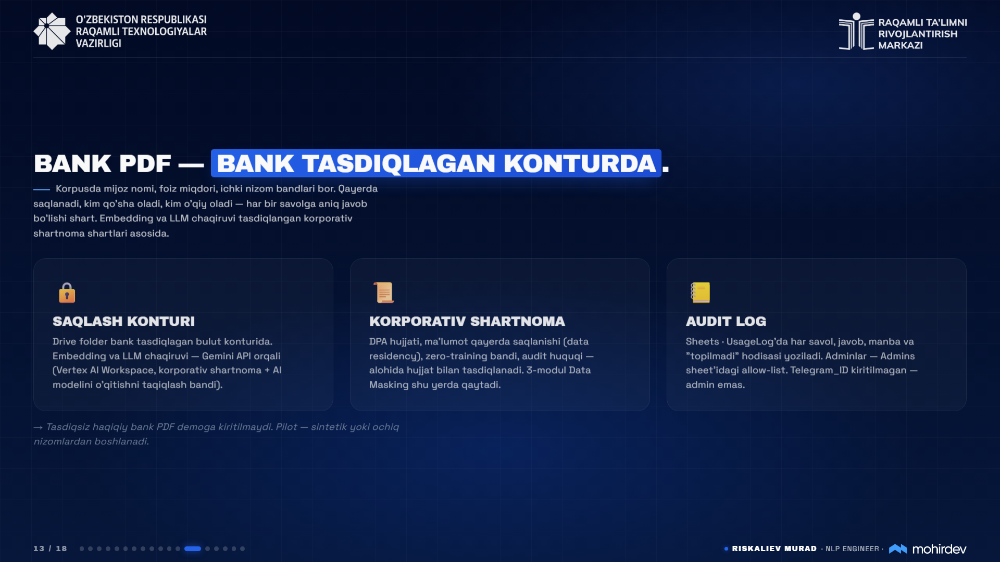 O'ZBEKISTON RESPUBLIKASI
RAQAMLI TEXNOLOGIYALAR
VAZIRLIGI
RAQAMLI TA’LIMNI
RIVOJLANTIRISH
MARKAZI
BANK PDF — BANK TASDIQLAGAN KONTURDA.
— Korpusda mijoz nomi, foiz miqdori, ichki nizom bandlari bor. Qayerda
saqlanadi, kim qo’sha oladi, kim o’qiy oladi — har bir savolga aniq javob
bo’lishi shart. Embedding va LLM chaqiruvi tasdiqlangan korporativ
shartnoma shartlari asosida.
SAQLASH KONTURI
Drive folder bank tasdiqlagan bulut konturida.
Embedding va LLM chaqiruvi — Gemini API orqali
(Vertex AI Workspace, korporativ shartnoma + AI
modelini o’qitishni taqiqlash bandi).
KORPORATIV SHARTNOMA
DPA hujjati, ma’lumot qayerda saqlanishi (data
residency), zero-training bandi, audit huquqi —
alohida hujjat bilan tasdiqlanadi. 3-modul Data
Masking shu yerda qaytadi.
AUDIT LOG
Sheets · UsageLog’da har savol, javob, manba va
”topilmadi” hodisasi yoziladi. Adminlar — Admins
sheet’idagi allow-list. Telegram_ID kiritilmagan —
admin emas.
→ Tasdiqsiz haqiqiy bank PDF demoga kiritilmaydi. Pilot — sintetik yoki ochiq
nizomlardan boshlanadi.
13 / 18
RISKALIEV MURAD · NLP ENGINEER · mohirdev